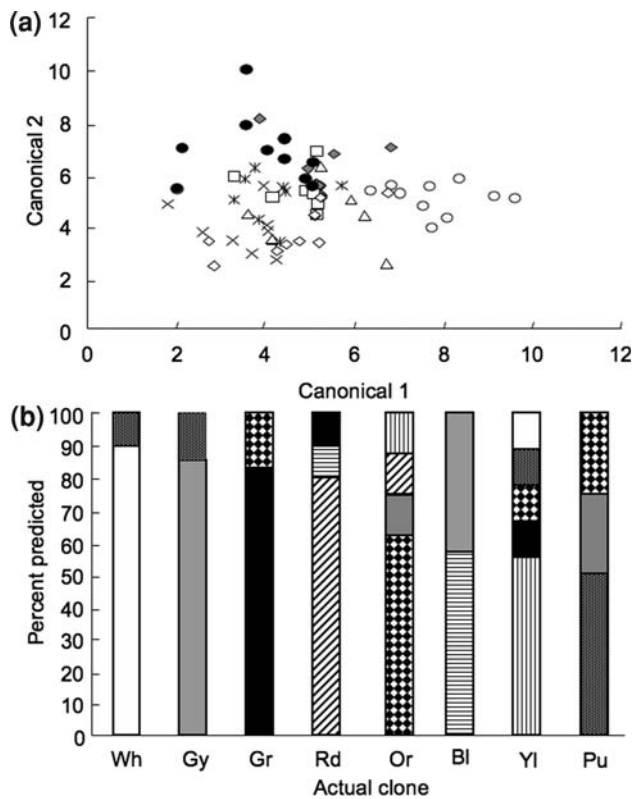 (a)
12
10
8
6
4
2
0
Canonical 2
0 2 4 6 8 10 12
Canonical 1
(b)
100
90
80
70
60
50
40
30
20
10
0
Percent predicted
Wh Gy Gr Rd Or Bl Yl Pu
Actual clone